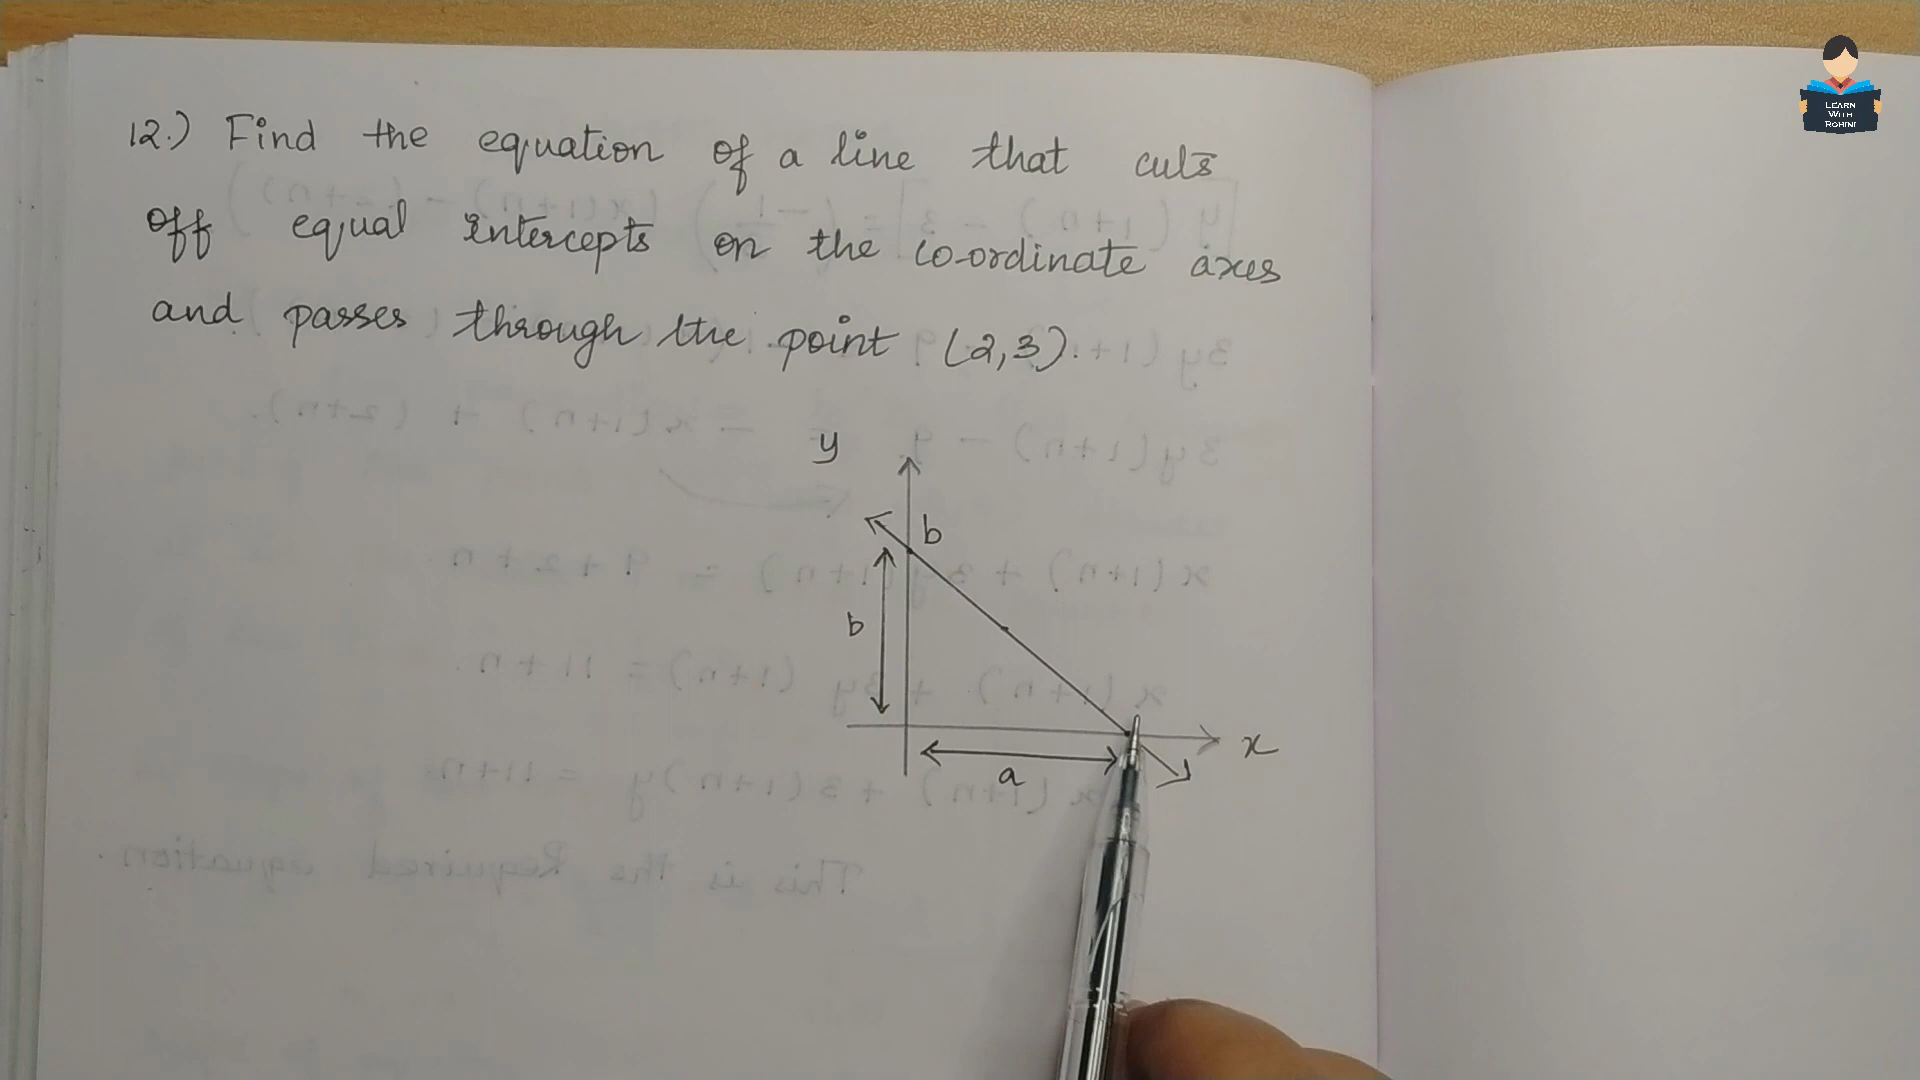 12.) Find the equation of a line that cuts
off equal intercepts on the co-ordinate axes
and passes through the point (2,3).
y
b
b
a
x
LEARN
WITH
ROHINI